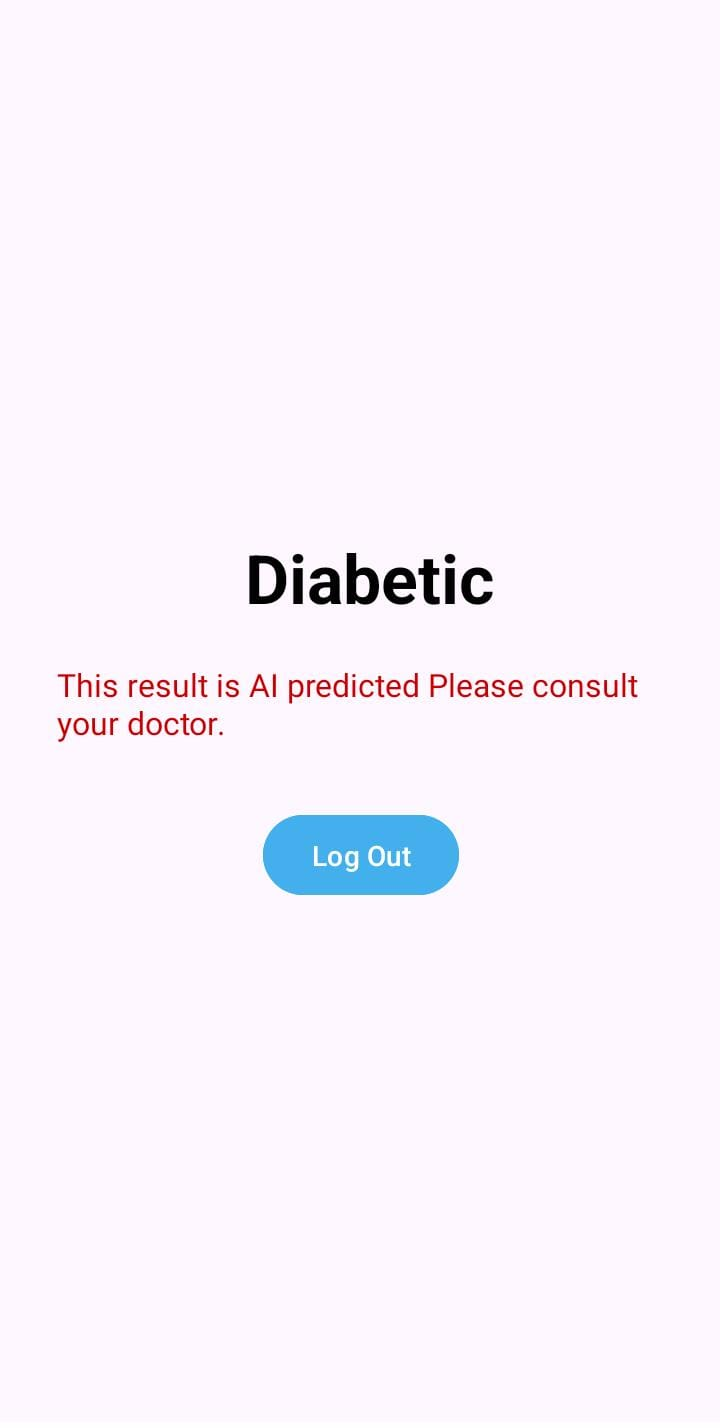 Diabetic
This result is AI predicted Please consult
your doctor.
Log Out